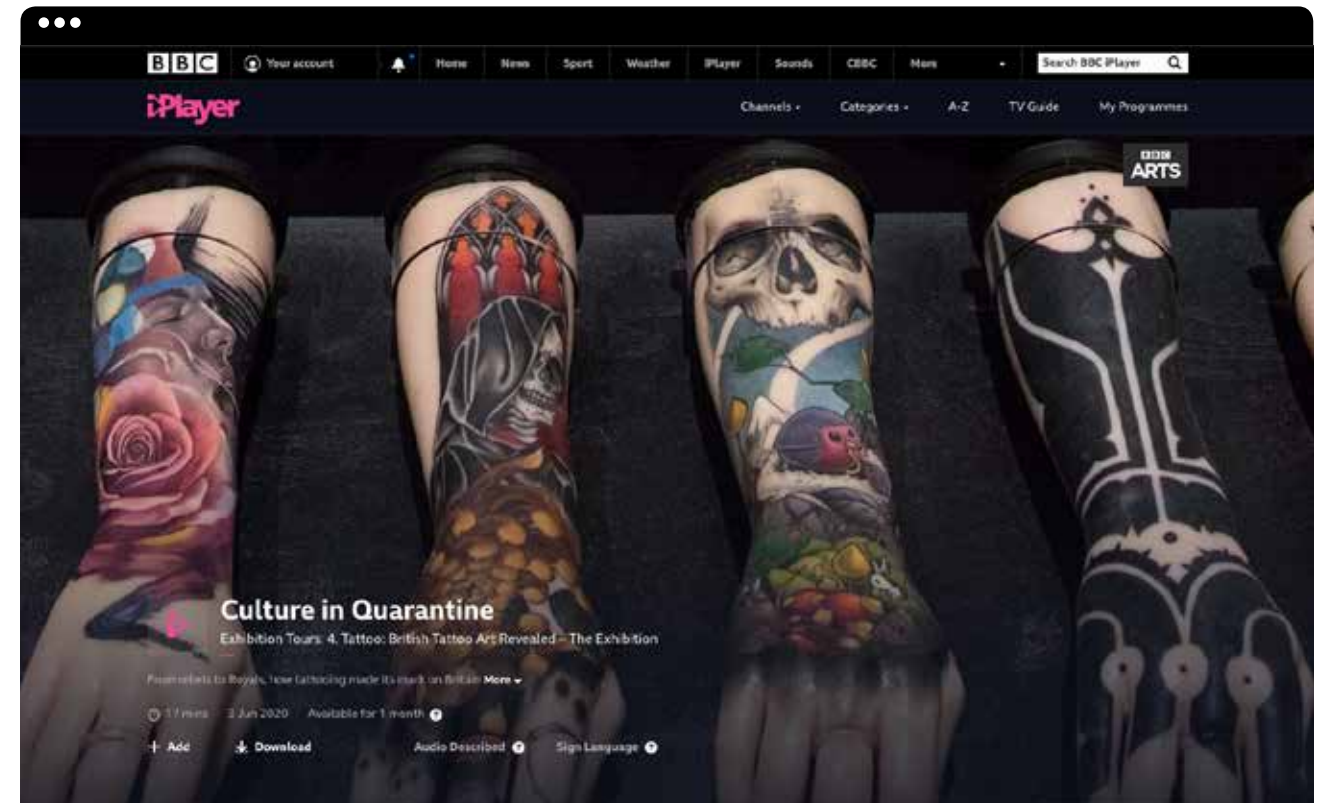 BBC Your account Home News Sport Weather iPlayer Sounds CBBC More Search BBC iPlayer
iPlayer Channels Categories A-Z TV Guide My Programmes
BBC
ARTS
Culture in Quarantine
Exhibition Tours: 4. Tattoo: British Tattoo Art Revealed – The Exhibition
From rebels to Royals, how tattooing made its mark on Britain More
17 mins 3 Jun 2020 Available for 1 month ?
+ Add Download Audio Described ? Sign Language ?